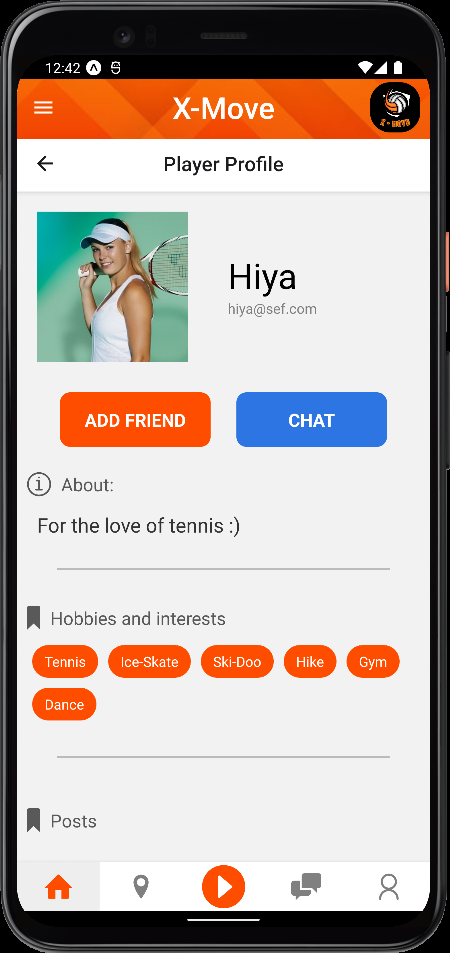 12:42
X-Move
X - MOVE
Player Profile
Hiya
hiya@sef.com
ADD FRIEND CHAT
About:
For the love of tennis :)
Hobbies and interests
Tennis Ice-Skate Ski-Doo Hike Gym
Dance
Posts